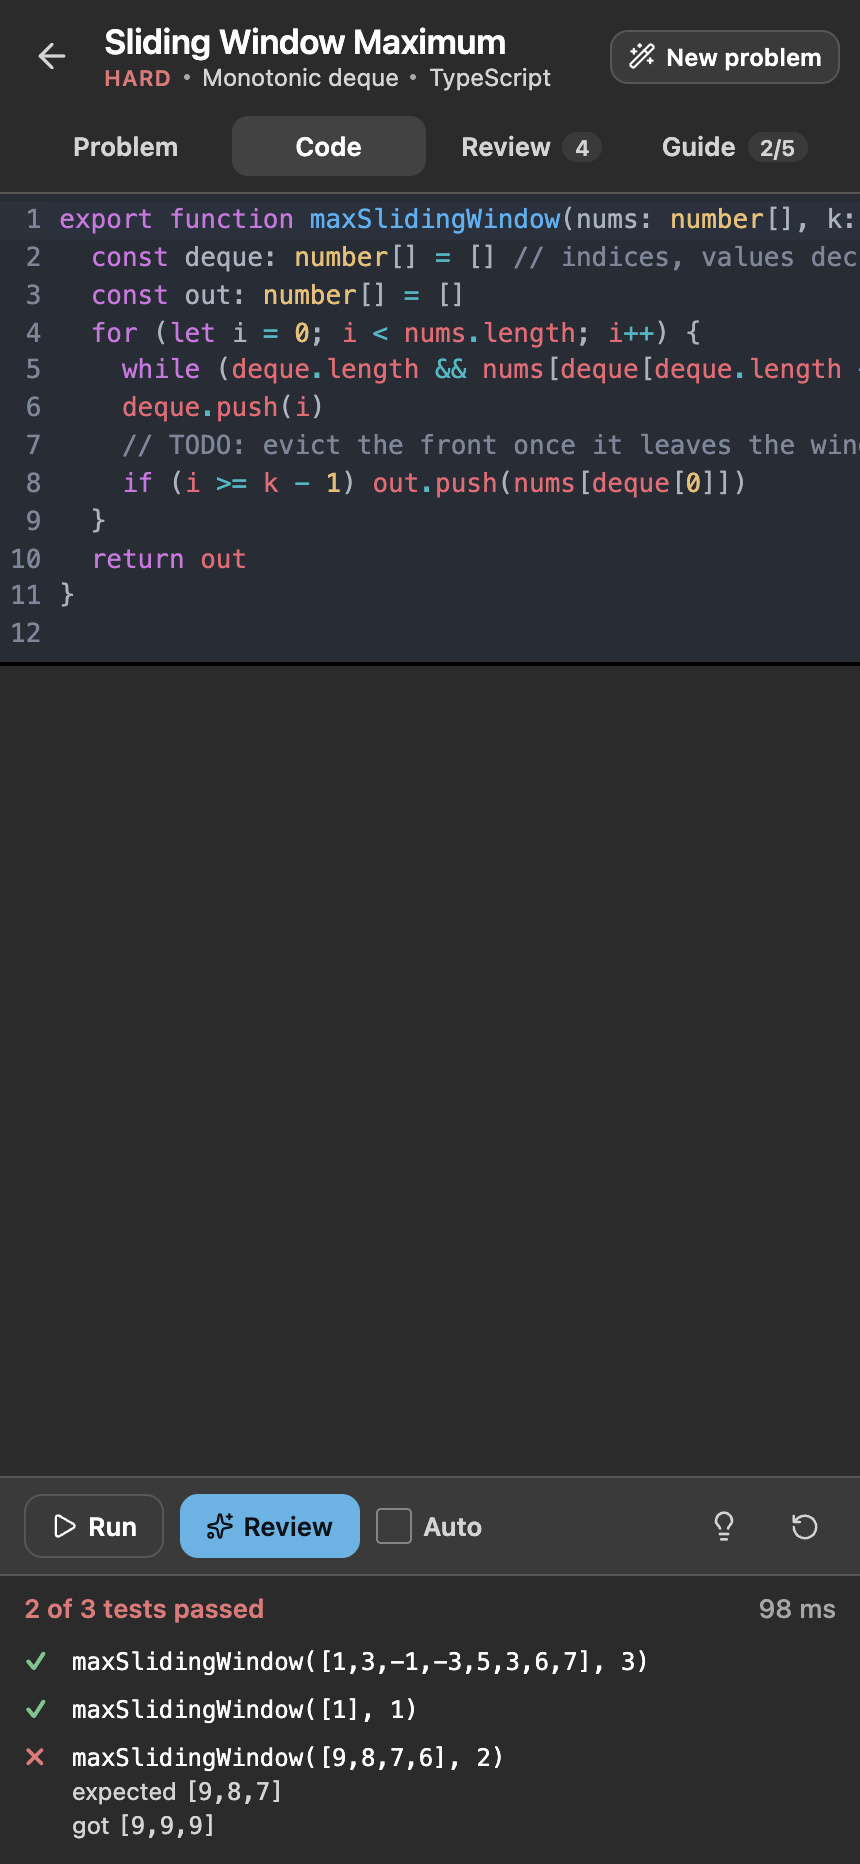 Sliding Window Maximum
HARD • Monotonic deque • TypeScript
New problem
Problem
Code
Review 4
Guide 2/5
1 export function maxSlidingWindow(nums: number[], k:
2 const deque: number[] = [] // indices, values dec
3 const out: number[] = []
4 for (let i = 0; i < nums.length; i++) {
5 while (deque.length && nums[deque[deque.length
6 deque.push(i)
7 // TODO: evict the front once it leaves the win
8 if (i >= k - 1) out.push(nums[deque[0]])
9 }
10 return out
11 }
12
Run
Review
Auto
2 of 3 tests passed
98 ms
maxSlidingWindow([1,3,-1,-3,5,3,6,7], 3)
maxSlidingWindow([1], 1)
maxSlidingWindow([9,8,7,6], 2)
expected [9,8,7]
got [9,9,9]